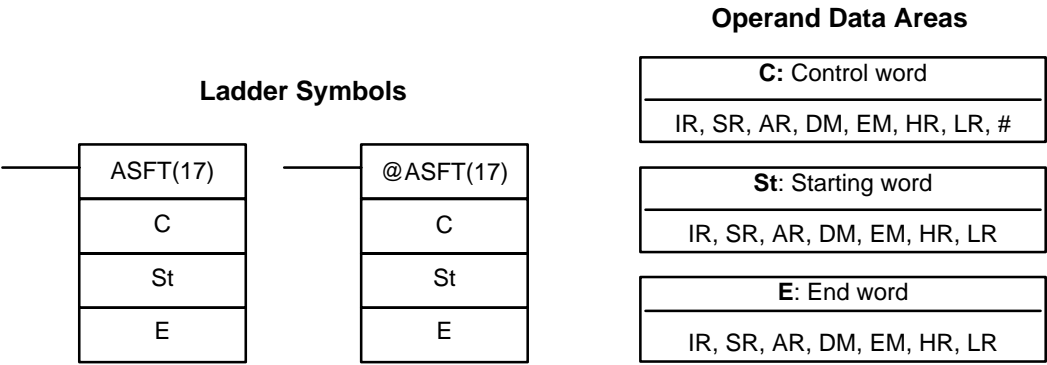 Ladder Symbols
ASFT(17)
C
St
E
@ASFT(17)
C
St
E
Operand Data Areas
C: Control word
IR, SR, AR, DM, EM, HR, LR, #
St: Starting word
IR, SR, AR, DM, EM, HR, LR
E: End word
IR, SR, AR, DM, EM, HR, LR